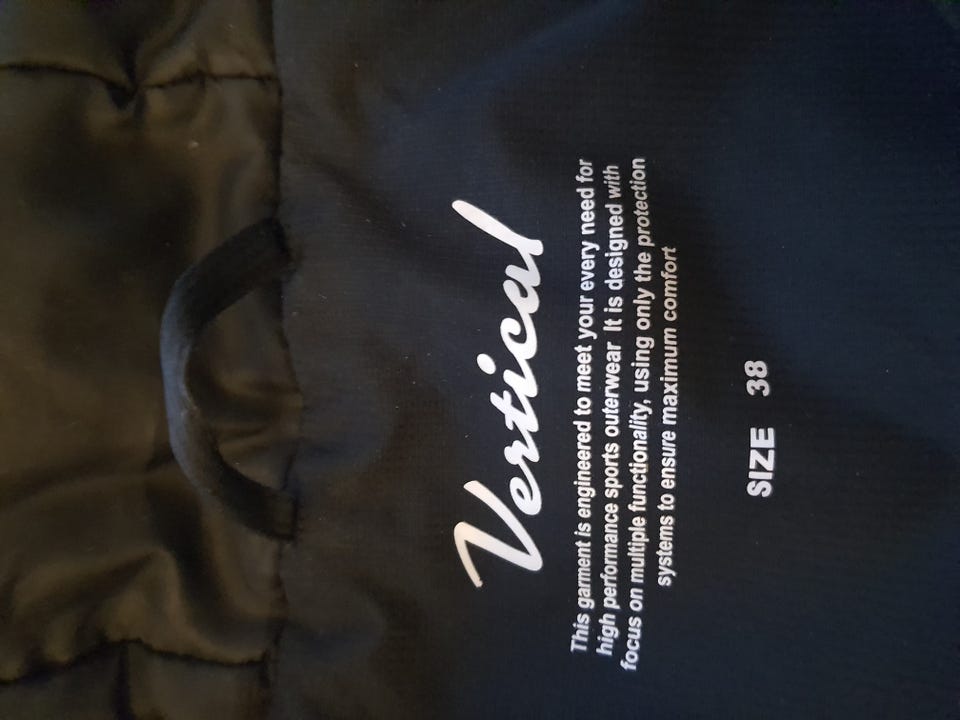 Vertical
This garment is engineered to meet your every need for
high performance sports outerwear It is designed with
focus on multiple functionality, using only the protection
systems to ensure maximum comfort
SIZE 38